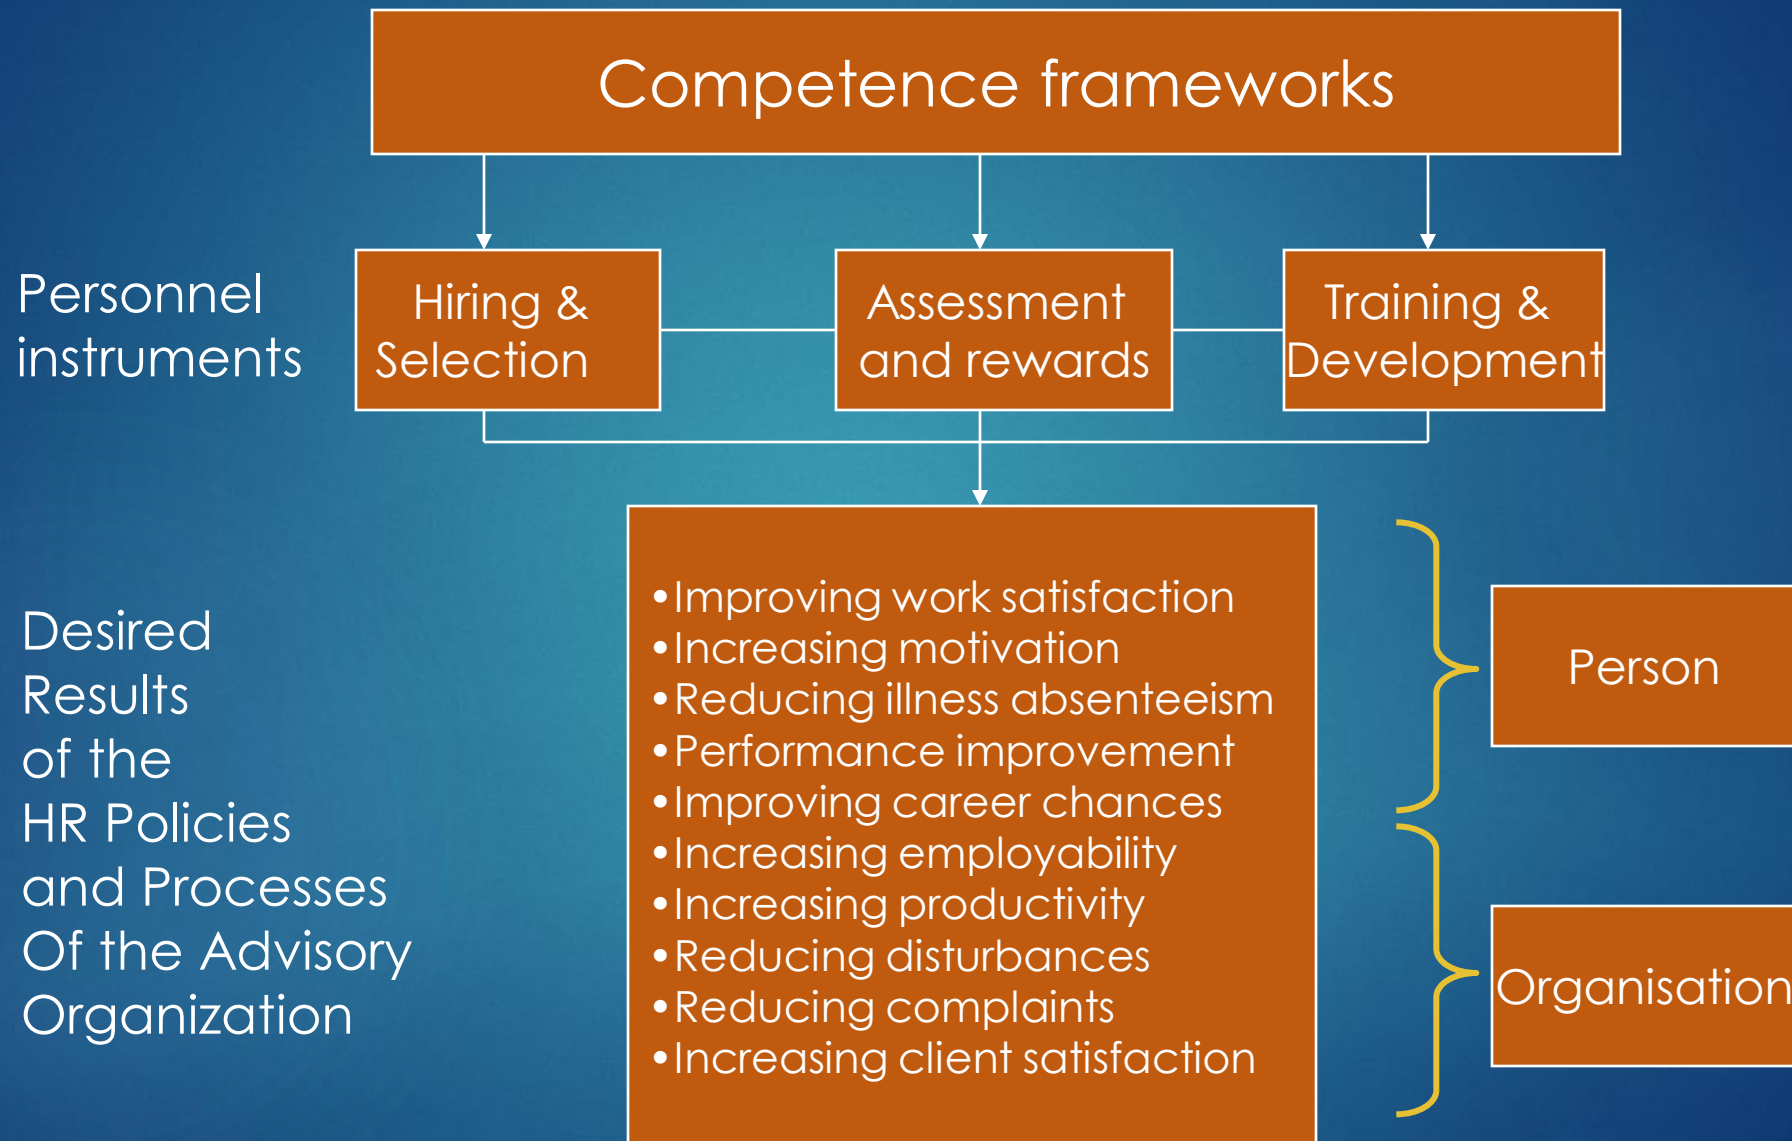 Competence frameworks
Personnel
instruments
Hiring &
Selection
Assessment
and rewards
Training &
Development
Desired
Results
of the
HR Policies
and Processes
Of the Advisory
Organization
•Improving work satisfaction
•Increasing motivation
•Reducing illness absenteeism
•Performance improvement
•Improving career chances
•Increasing employability
•Increasing productivity
•Reducing disturbances
•Reducing complaints
•Increasing client satisfaction
Person
Organisation